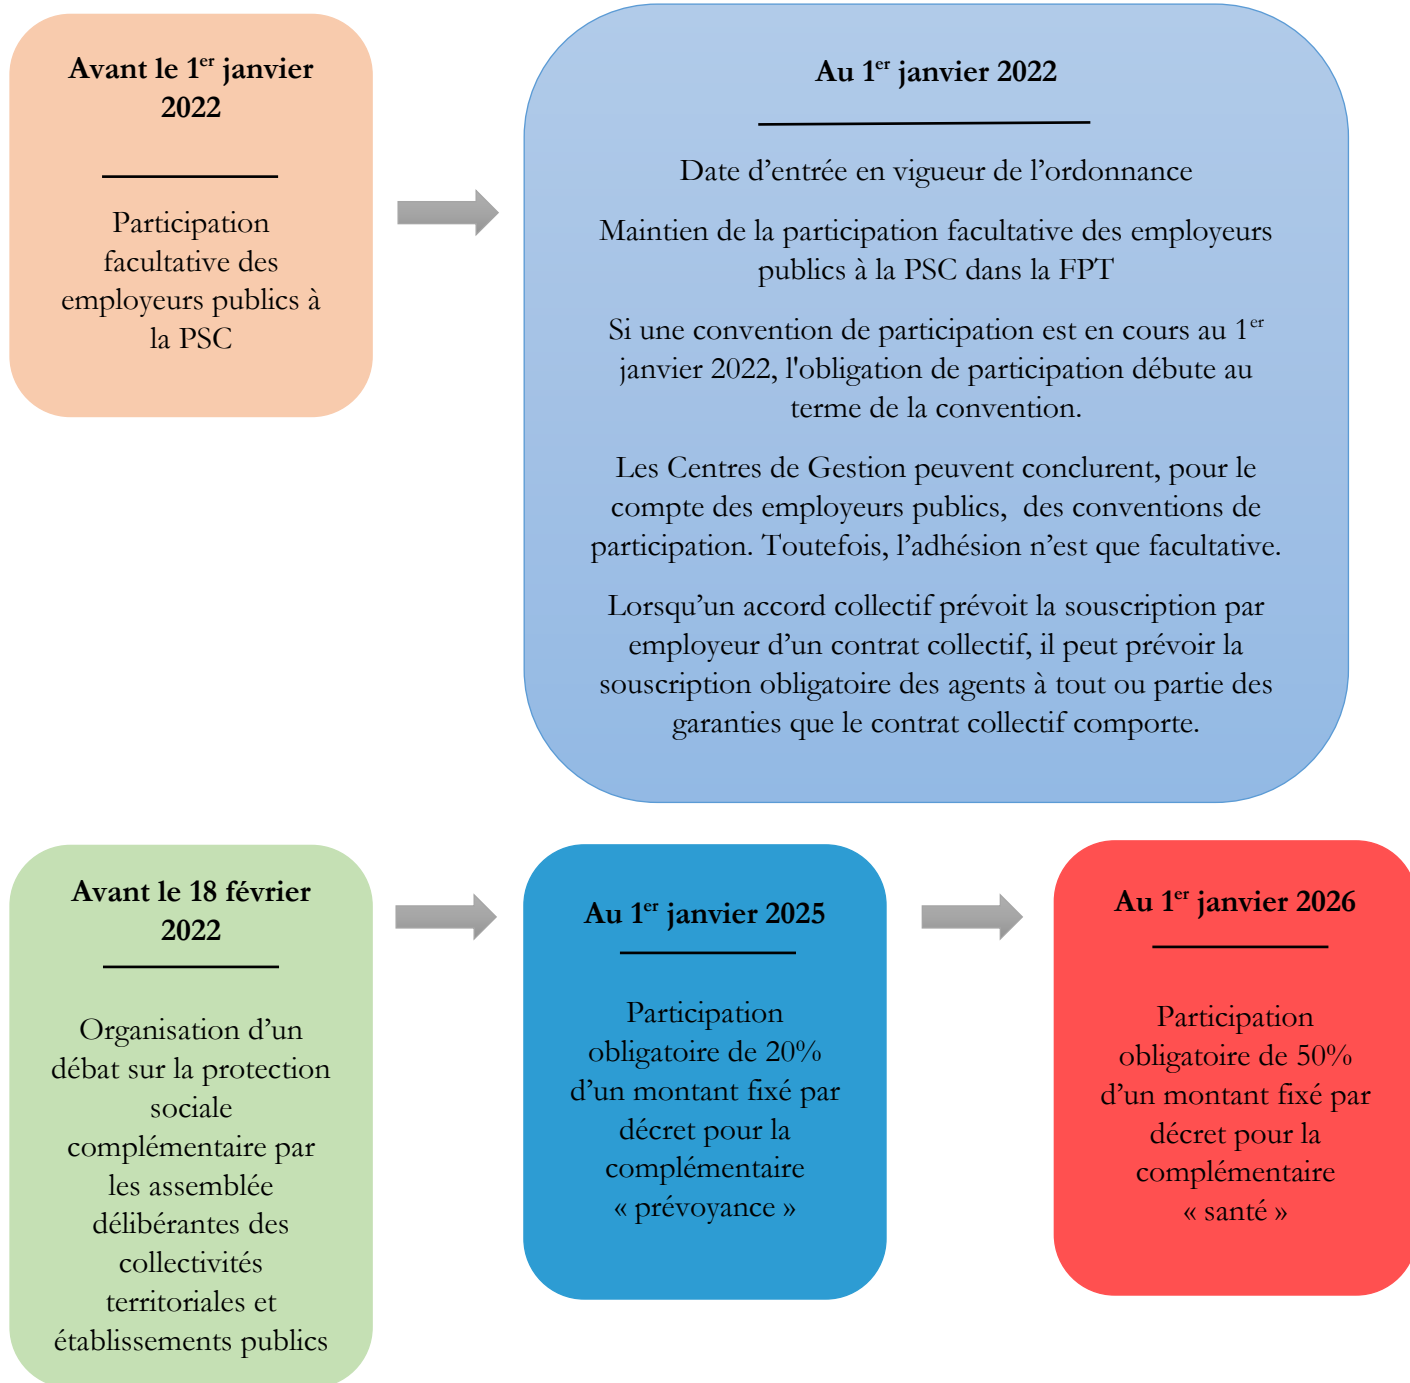 Avant le 1er janvier
2022
Participation
facultative des
employeurs publics à
la PSC
Au 1er janvier 2022
Date d’entrée en vigueur de l’ordonnance
Maintien de la participation facultative des employeurs
publics à la PSC dans la FPT
Si une convention de participation est en cours au 1er
janvier 2022, l'obligation de participation débute au
terme de la convention.
Les Centres de Gestion peuvent conclurent, pour le
compte des employeurs publics, des conventions de
participation. Toutefois, l’adhésion n’est que facultative.
Lorsqu’un accord collectif prévoit la souscription par
employeur d’un contrat collectif, il peut prévoir la
souscription obligatoire des agents à tout ou partie des
garanties que le contrat collectif comporte.
Avant le 18 février
2022
Organisation d’un
débat sur la protection
sociale
complémentaire par
les assemblée
délibérantes des
collectivités
territoriales et
établissements publics
Au 1er janvier 2025
Participation
obligatoire de 20%
d’un montant fixé par
décret pour la
complémentaire
« prévoyance »
Au 1er janvier 2026
Participation
obligatoire de 50%
d’un montant fixé par
décret pour la
complémentaire
« santé »